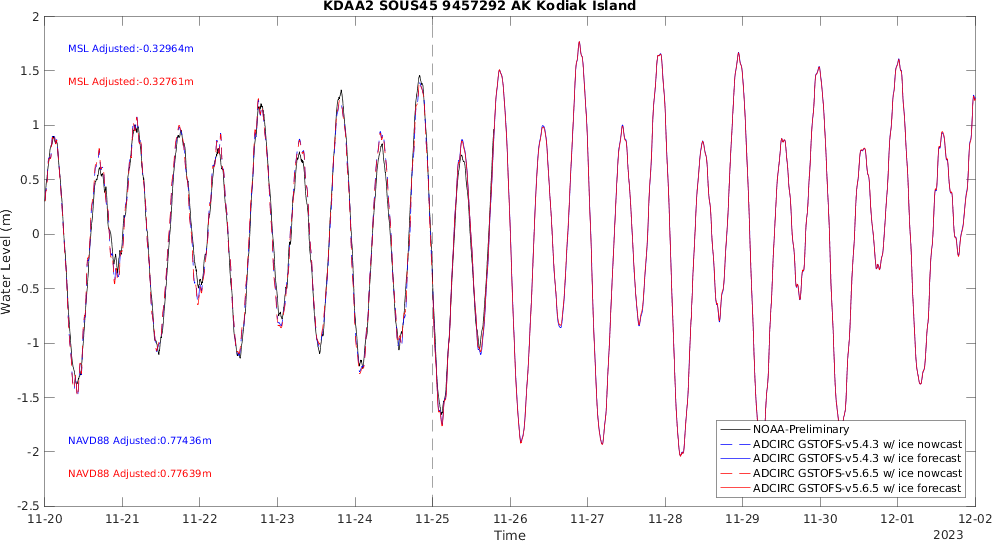 KDAA2 SOUS45 9457292 AK Kodiak Island
MSL Adjusted:-0.32964m
MSL Adjusted:-0.32761m
NAVD88 Adjusted:0.77436m
NAVD88 Adjusted:0.77639m
Water Level (m)
2
1.5
1
0.5
0
-0.5
-1
-1.5
-2
-2.5
NOAA-Preliminary
ADCIRC GSTOFS-v5.4.3 w/ ice nowcast
ADCIRC GSTOFS-v5.4.3 w/ ice forecast
ADCIRC GSTOFS-v5.6.5 w/ ice nowcast
ADCIRC GSTOFS-v5.6.5 w/ ice forecast
11-20 11-21 11-22 11-23 11-24 11-25 11-26 11-27 11-28 11-29 11-30 12-01 12-02
Time
2023